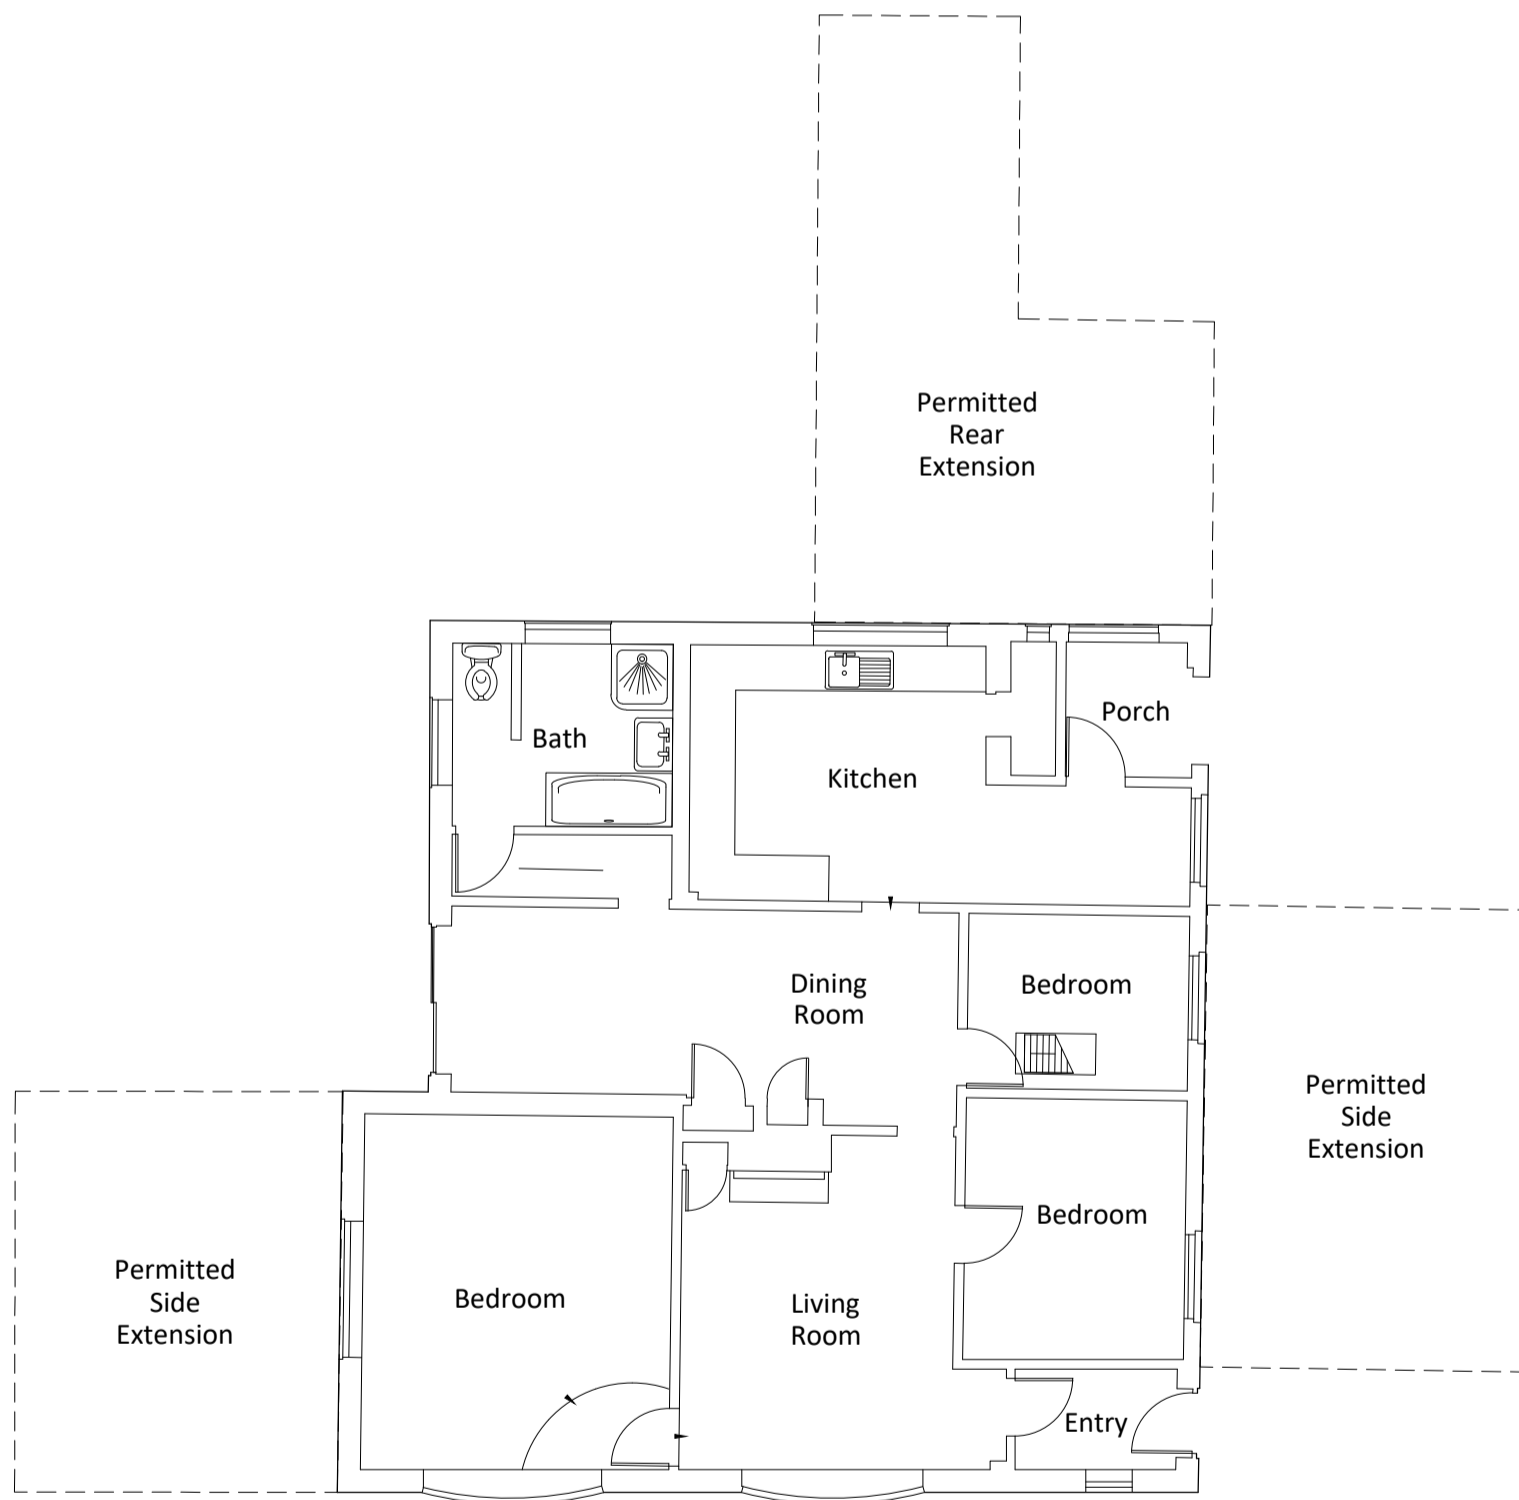 Permitted
Rear
Extension
Porch
Bath
Kitchen
Dining
Room
Bedroom
Permitted
Side
Extension
Bedroom
Permitted
Side
Extension
Bedroom
Living
Room
Entry